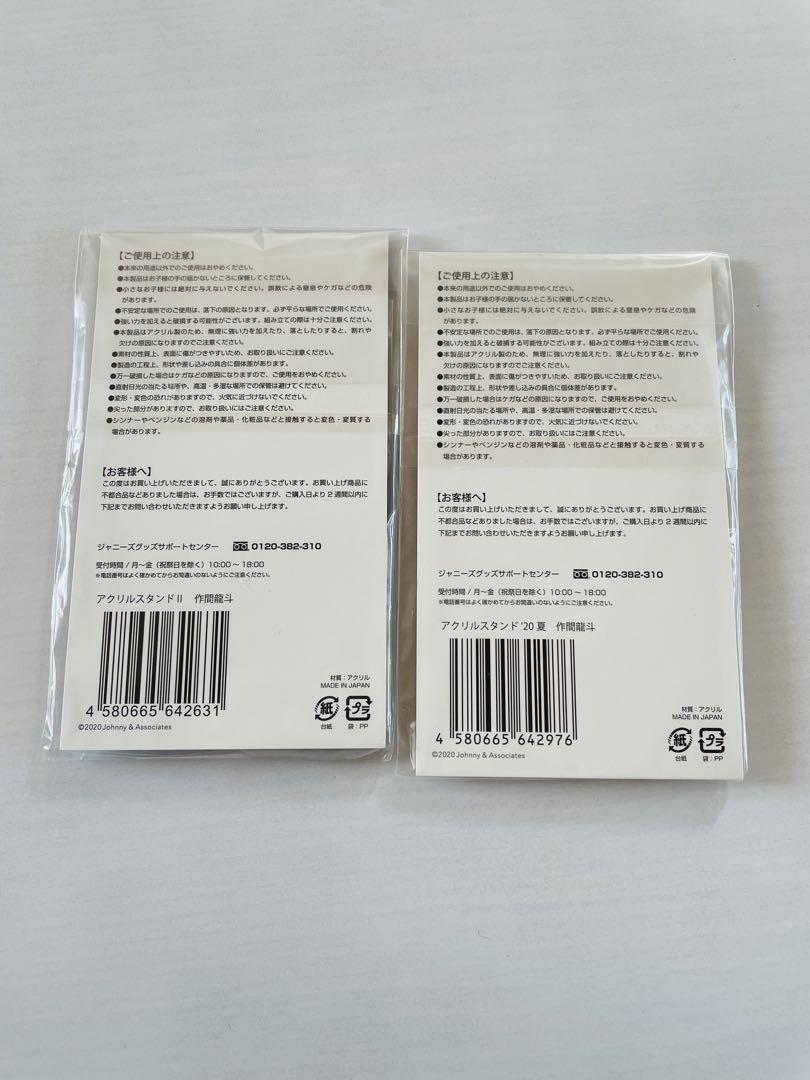 【ご使用上の注意】
●本来の用途以外でのご使用はおやめください。
●本製品はお子様の手の届かないところに保管してください。
●小さなお子様には絶対に与えないでください。誤飲による窒息やケガなどの危険
があります。
●不安定な場所でのご使用は、落下の原因となります。必ず平らな場所でご使用ください。
●強い力を加えると破損する可能性がございます。組み立ての際は十分ご注意ください。
●本製品はアクリル製のため、無理に強い力を加えたり、落としたりすると、割れや
欠けの原因になりますのでご注意ください。
●素材の性質上、表面に傷がつきやすいため、お取り扱いにご注意ください。
●製造の工程上、形状や差し込みの具合に個体差があります。
●万一破損した場合はケガなどの原因になりますので、ご使用をおやめください。
●直射日光の当たる場所や、高温・多湿な場所での保管は避けてください。
●変形・変色の恐れがありますので、火気に近づけないでください。
●尖った部分がありますので、お取り扱いにはご注意ください。
●シンナーやベンジンなどの溶剤や薬品・化粧品などと接触すると変色・変質する
場合があります。
【お客様へ】
この度はお買い上げいただきまして、誠にありがとうございます。お買い上げ商品に
不都合品などありました場合は、お手数ではございますが、ご購入日より2週間以内に
下記までお問い合わせいただきますようお願い申し上げます。
ジャニーズグッズサポートセンター 0120-382-310
受付時間/月~金(祝祭日を除く)10:00~18:00
※電話番号はよく確かめてからお間違いのないようにご注意ください。
アクリルスタンドII 作間龍斗
4 580665 642631
材質:アクリル
MADE IN JAPAN
紙 プラ
台紙 袋:PP
©2020 Johnny & Associates
【ご使用上の注意】
●本来の用途以外でのご使用はおやめください。
●本製品はお子様の手の届かないところに保管してください。
●小さなお子様には絶対に与えないでください。誤飲による窒息やケガなどの危険
があります。
●不安定な場所でのご使用は、落下の原因となります。必ず平らな場所でご使用ください。
●強い力を加えると破損する可能性がございます。組み立ての際は十分ご注意ください。
●本製品はアクリル製のため、無理に強い力を加えたり、落としたりすると、割れや
欠けの原因になりますのでご注意ください。
●素材の性質上、表面に傷がつきやすいため、お取り扱いにご注意ください。
●製造の工程上、形状や差し込みの具合に個体差があります。
●万一破損した場合はケガなどの原因になりますので、ご使用をおやめください。
●直射日光の当たる場所や、高温・多湿な場所での保管は避けてください。
●変形・変色の恐れがありますので、火気に近づけないでください。
●尖った部分がありますので、お取り扱いにはご注意ください。
●シンナーやベンジンなどの溶剤や薬品・化粧品などと接触すると変色・変質する
場合があります。
【お客様へ】
この度はお買い上げいただきまして、誠にありがとうございます。お買い上げ商品に
不都合品などありました場合は、お手数ではございますが、ご購入日より2週間以内に
下記までお問い合わせいただきますようお願い申し上げます。
ジャニーズグッズサポートセンター 0120-382-310
受付時間/月~金(祝祭日を除く)10:00~18:00
※電話番号はよく確かめてからお間違いのないようにご注意ください。
アクリルスタンド'20夏 作間龍斗
4 580665 642976
材質:アクリル
MADE IN JAPAN
紙 プラ
台紙 袋:PP
©2020 Johnny & Associates